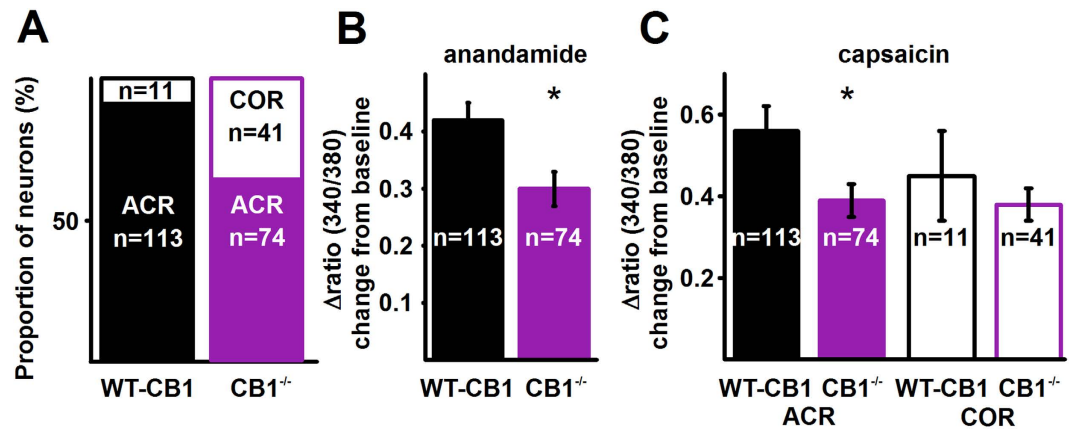 A
Proportion of neurons (%)
50
n=11
ACR
n=113
COR
n=41
ACR
n=74
WT-CB1
CB1-/-
B
anandamide
*
Δratio (340/380)
change from baseline
0.4
0.3
0.2
0.1
n=113
n=74
WT-CB1
CB1-/-
C
capsaicin
*
Δratio (340/380)
change from baseline
0.6
0.4
0.2
n=113
n=74
n=11
n=41
WT-CB1 CB1-/- WT-CB1 CB1-/-
ACR COR